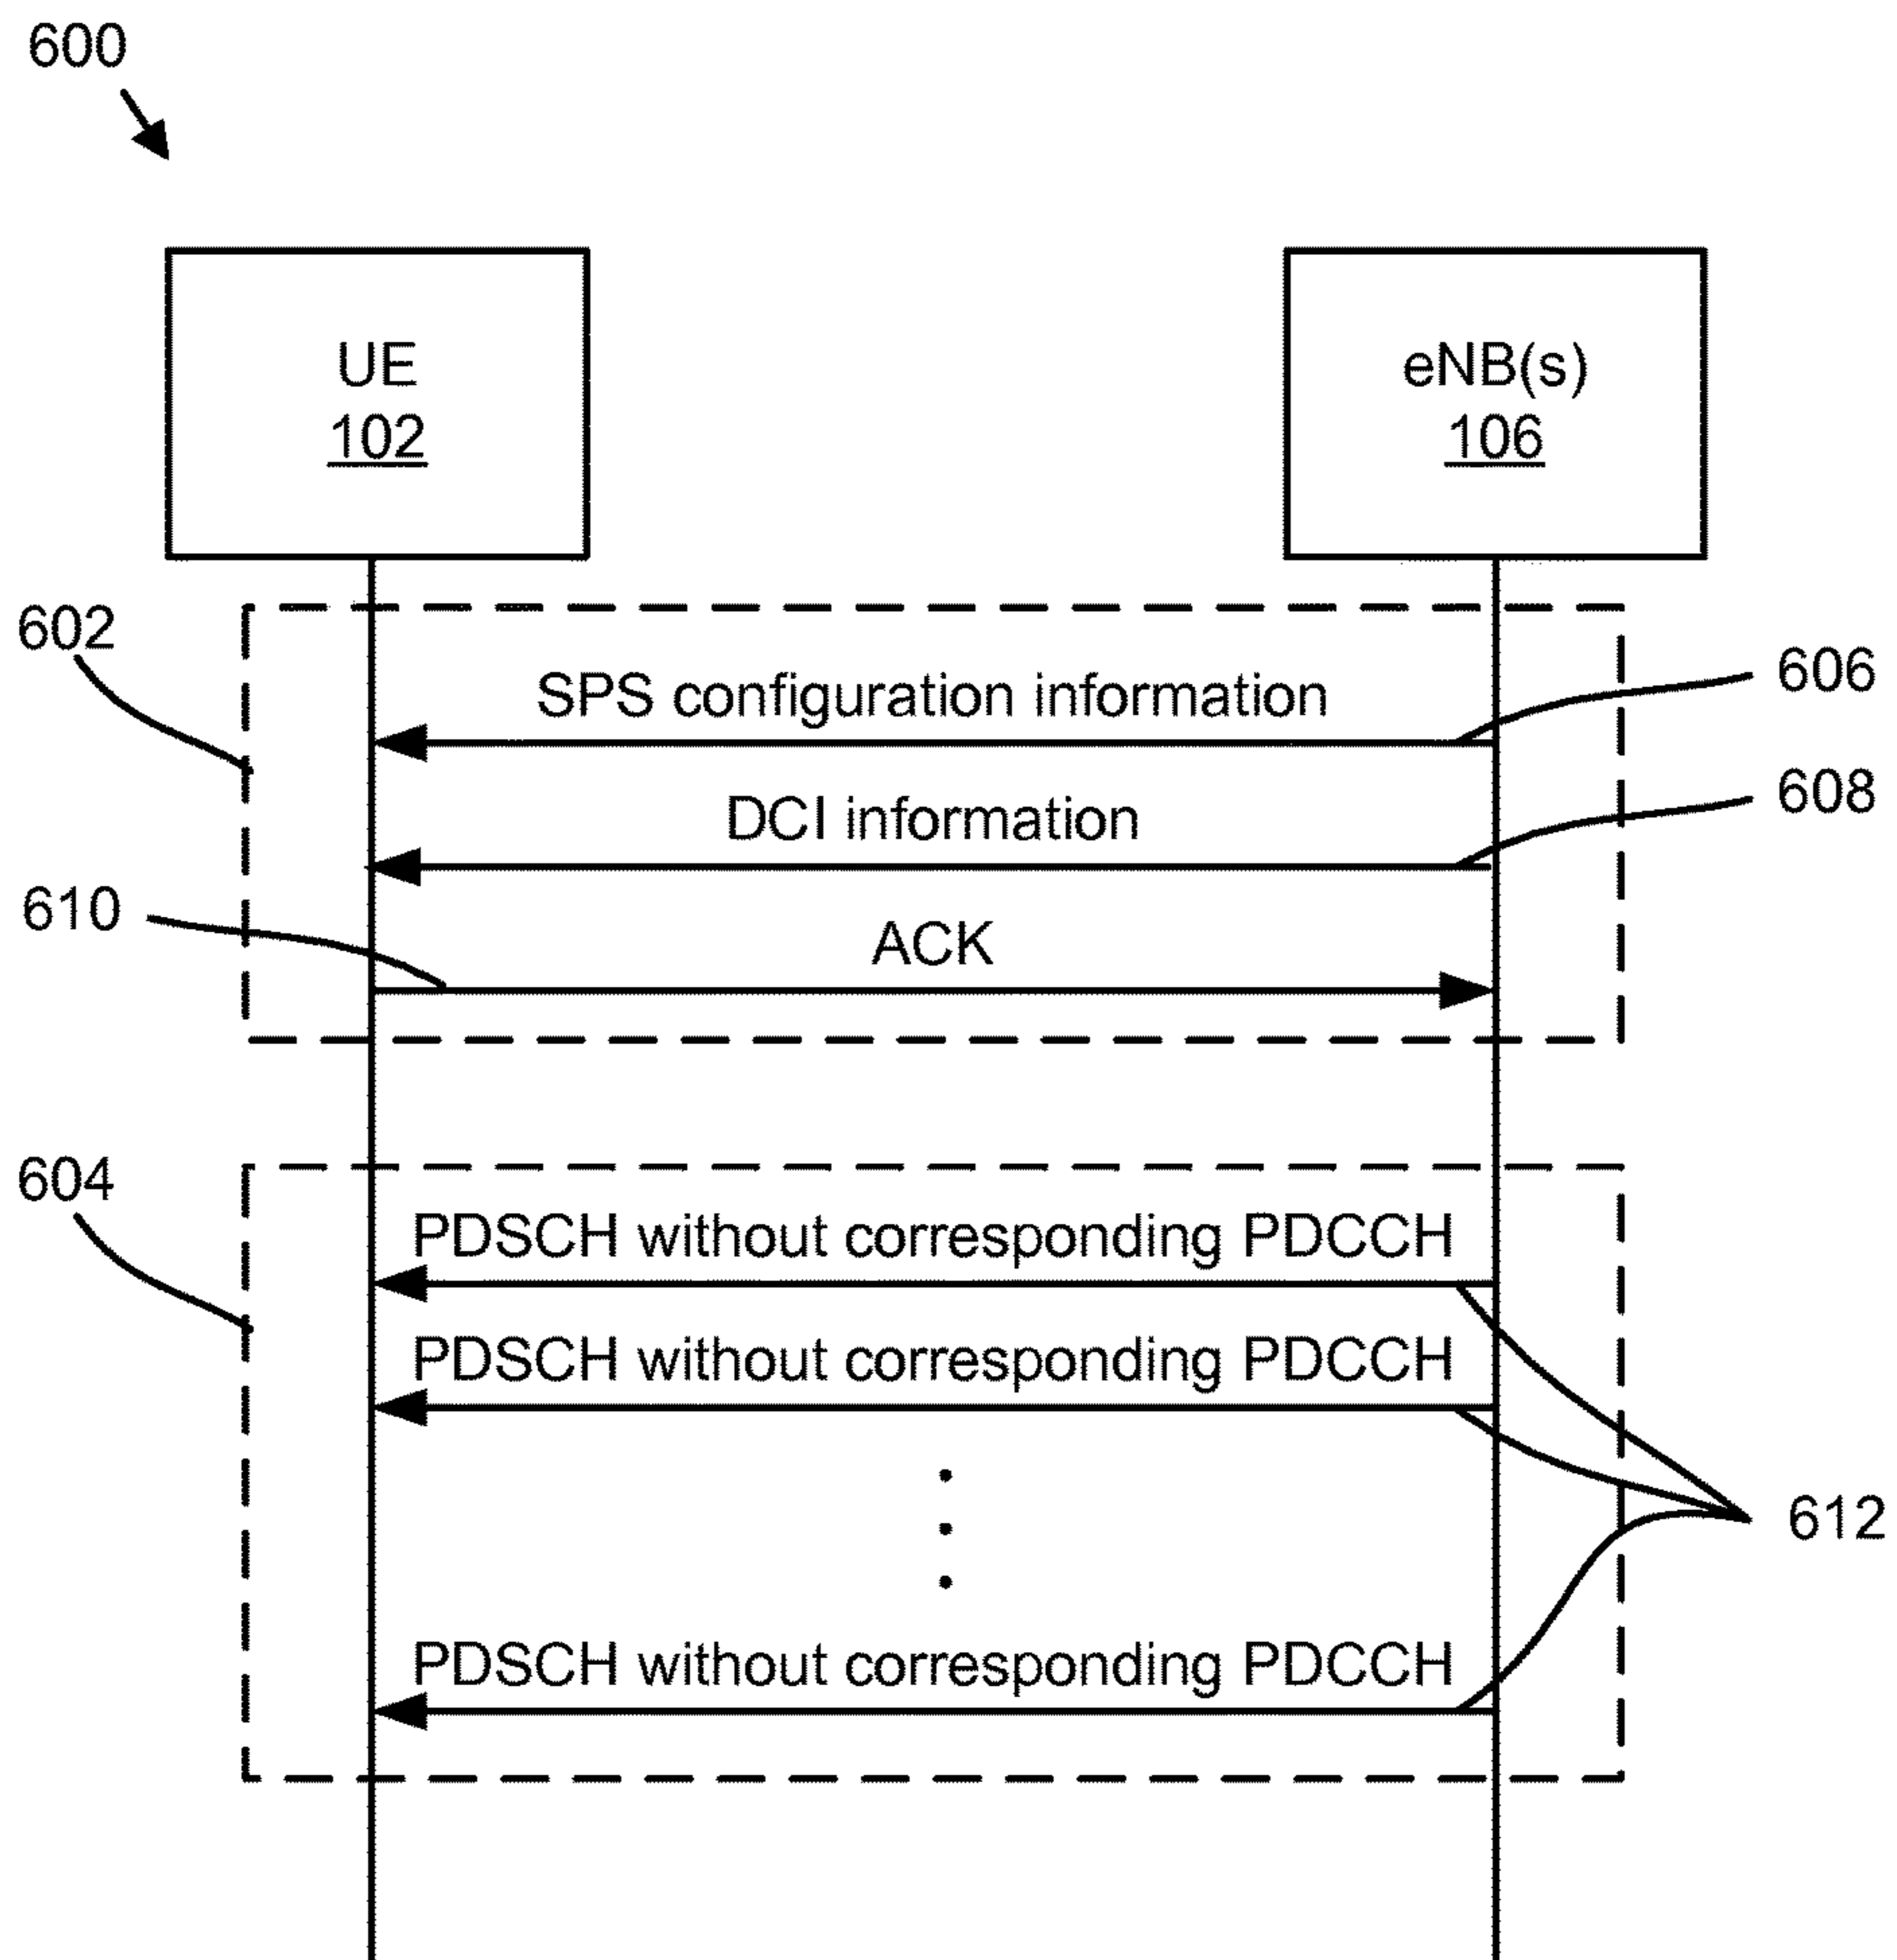 600
UE
102
eNB(s)
106
602
SPS configuration information
606
DCI information
608
610
ACK
604
PDSCH without corresponding PDCCH
PDSCH without corresponding PDCCH
612
PDSCH without corresponding PDCCH